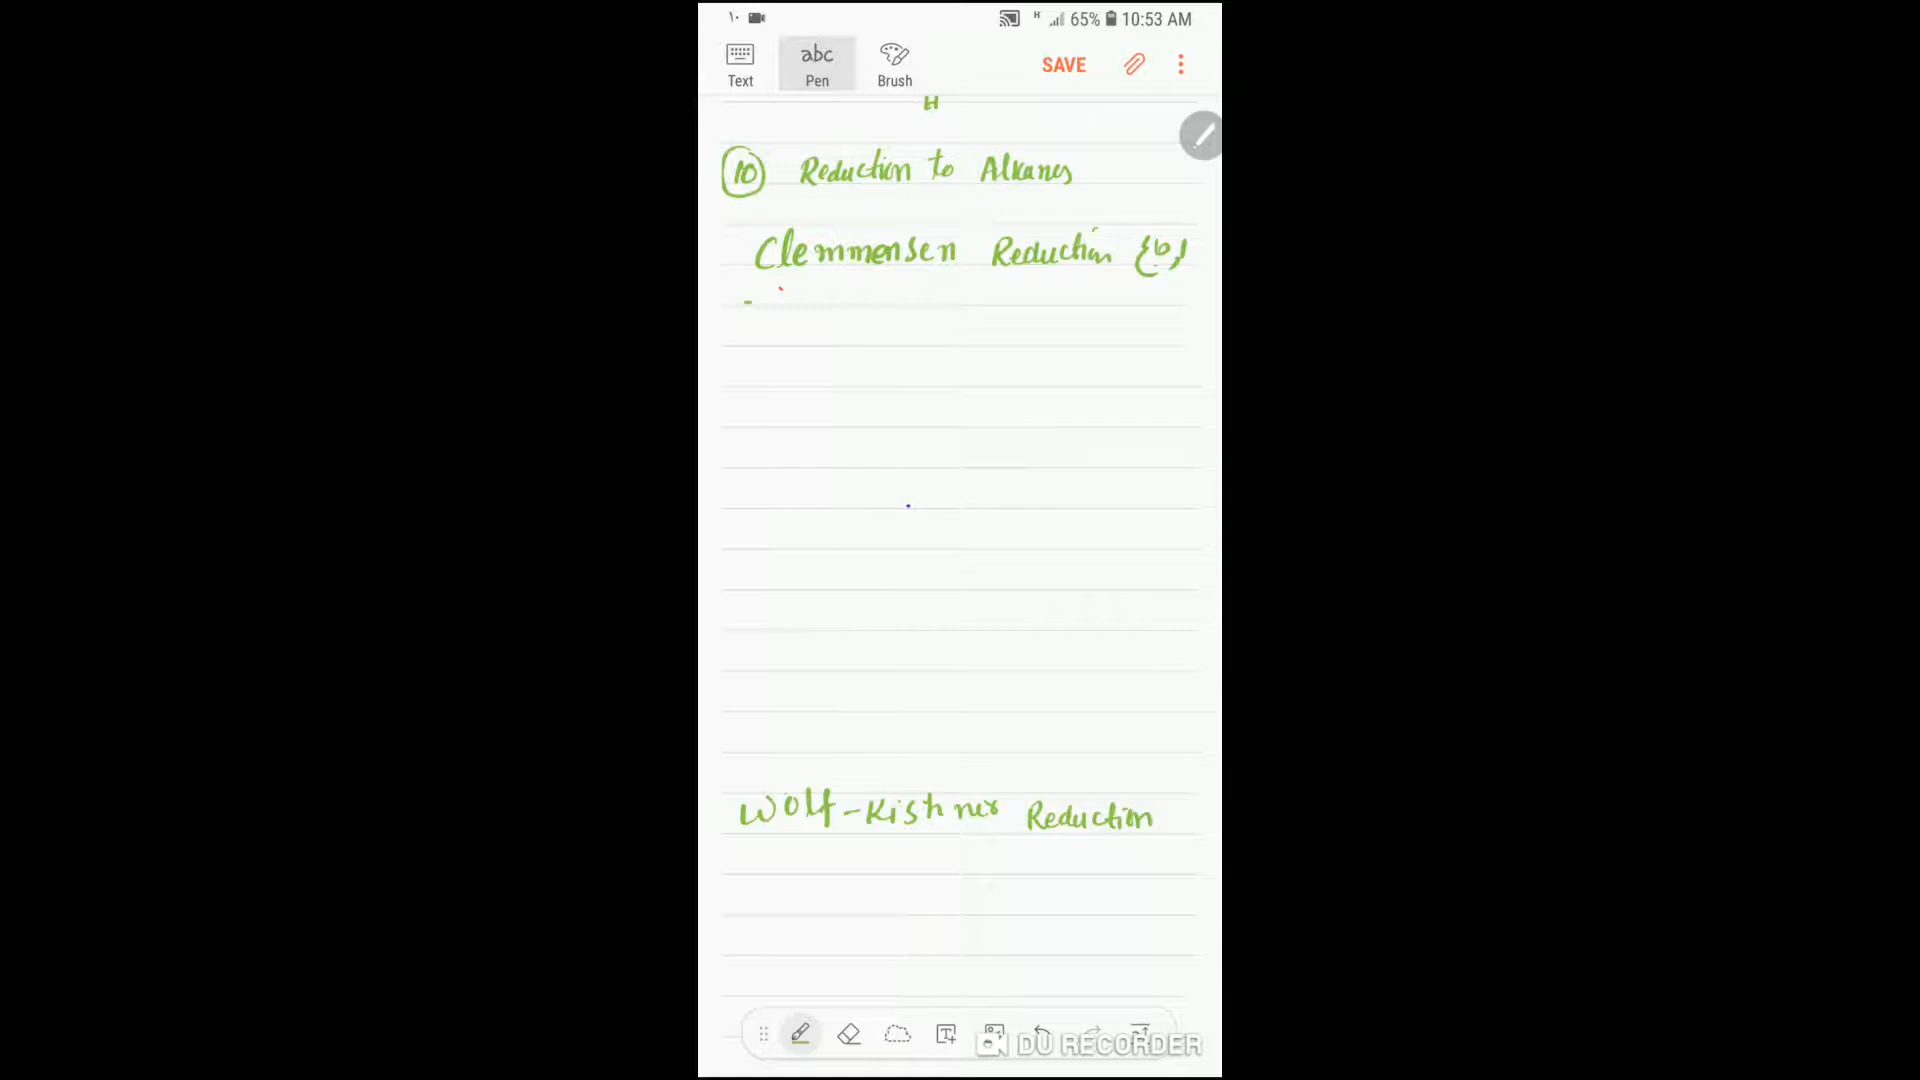 ١٠ H 65% 10:53 AM
abc
Text Pen Brush SAVE
H
10 Reduction to Alkanes
Clemmensen Reduction
Wolf-Kishner Reduction
DU RECORDER